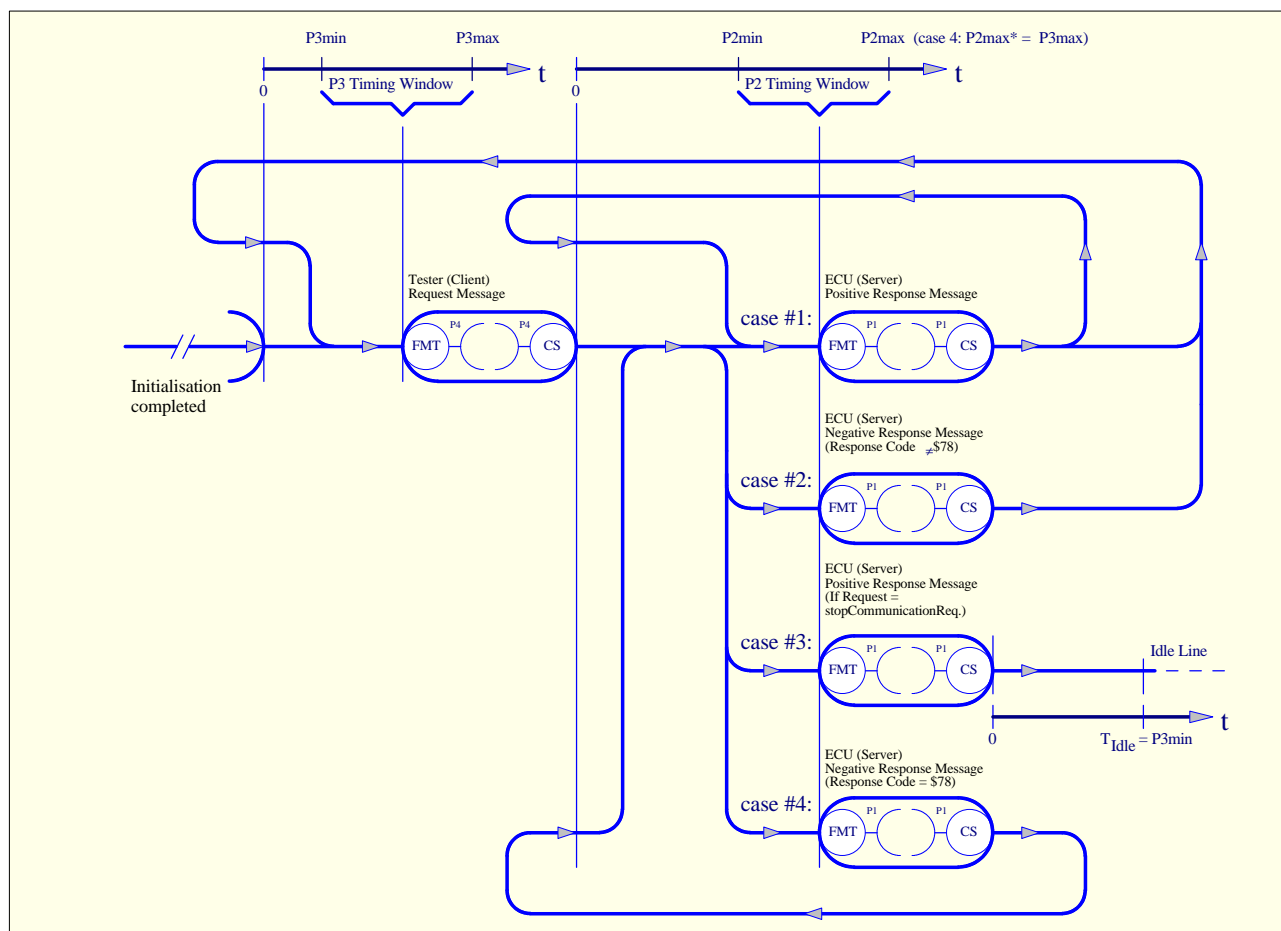 P3min P3max P2min P2max (case 4: P2max* = P3max)
t t
P3 Timing Window P2 Timing Window
0 0
Tester (Client)
Request Message
ECU (Server)
Positive Response Message
case #1:
FMT P4 P4 CS
FMT P1 P1 CS
Initialisation
completed
ECU (Server)
Negative Response Message
(Response Code ≠$78)
case #2:
FMT P1 P1 CS
ECU (Server)
Positive Response Message
(If Request =
stopCommunicationReq.)
case #3:
FMT P1 P1 CS
Idle Line
t
0
TIdle = P3min
ECU (Server)
Negative Response Message
(Response Code = $78)
case #4:
FMT P1 P1 CS